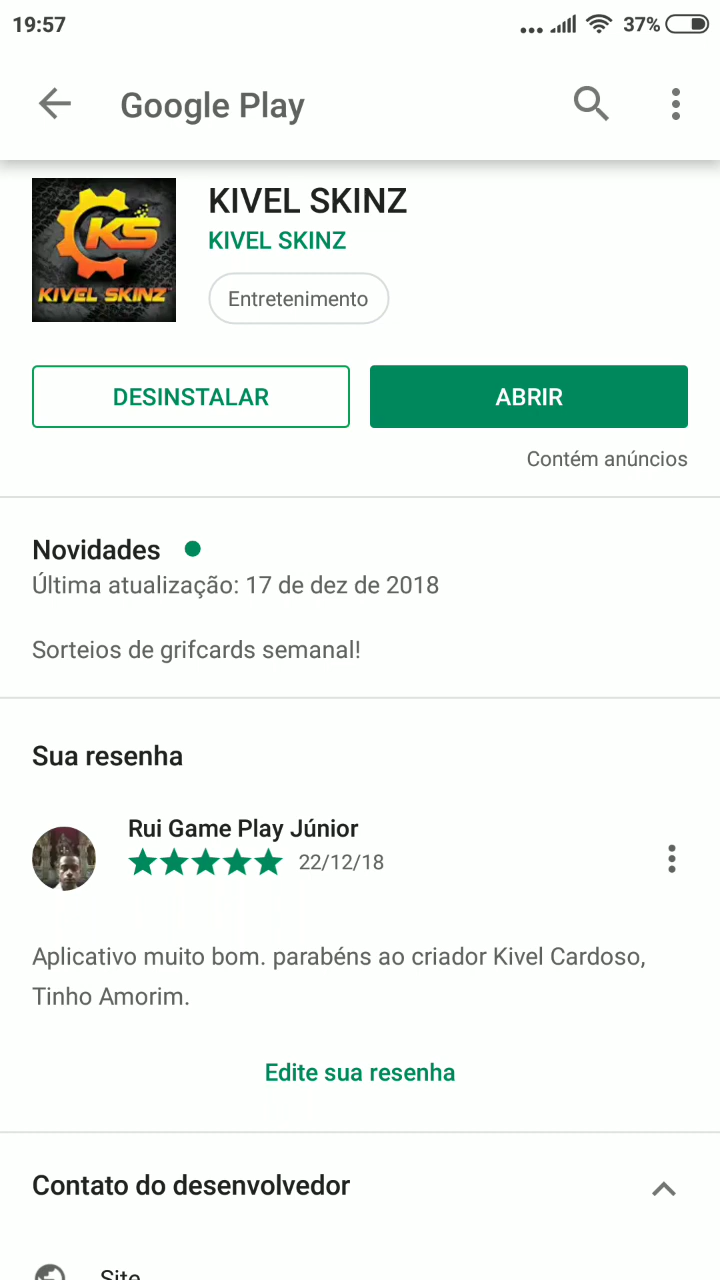 19:57
37%
Google Play
KS
KIVEL SKINZ
KIVEL SKINZ
KIVEL SKINZ
Entretenimento
DESINSTALAR
ABRIR
Contém anúncios
Novidades
Última atualização: 17 de dez de 2018
Sorteios de grifcards semanal!
Sua resenha
Rui Game Play Júnior
22/12/18
Aplicativo muito bom. parabéns ao criador Kivel Cardoso,
Tinho Amorim.
Edite sua resenha
Contato do desenvolvedor
Site